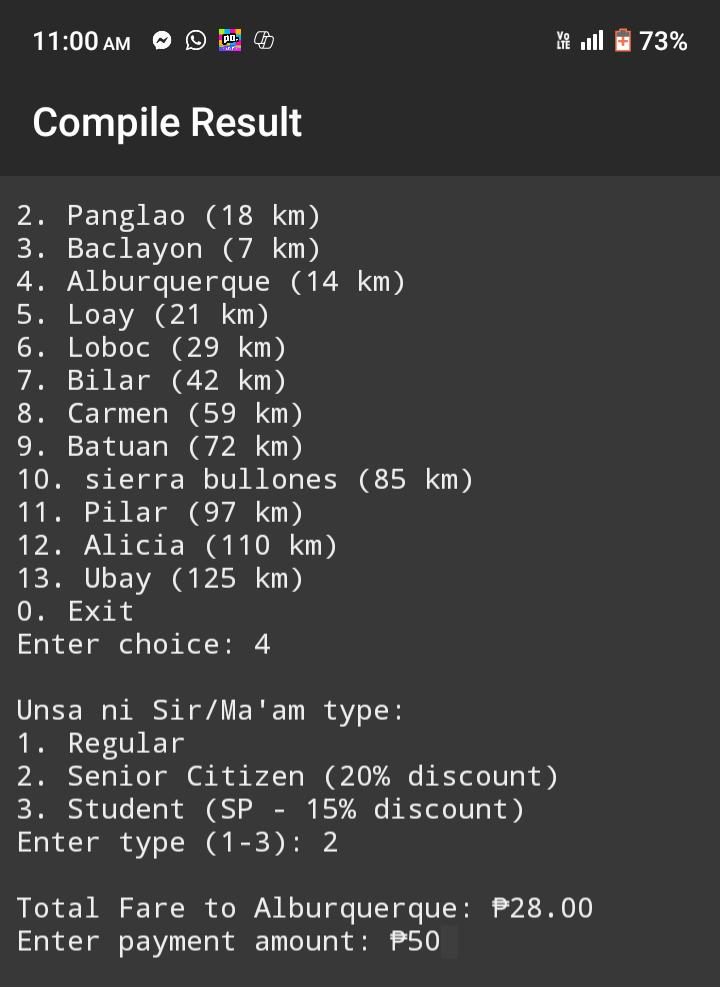 11:00 AM
Vo LTE
73%
Compile Result
2. Panglao (18 km)
3. Baclayon (7 km)
4. Alburquerque (14 km)
5. Loay (21 km)
6. Loboc (29 km)
7. Bilar (42 km)
8. Carmen (59 km)
9. Batuan (72 km)
10. sierra bullones (85 km)
11. Pilar (97 km)
12. Alicia (110 km)
13. Ubay (125 km)
0. Exit
Enter choice: 4
Unsa ni Sir/Ma'am type:
1. Regular
2. Senior Citizen (20% discount)
3. Student (SP - 15% discount)
Enter type (1-3): 2
Total Fare to Alburquerque: ₱28.00
Enter payment amount: ₱50